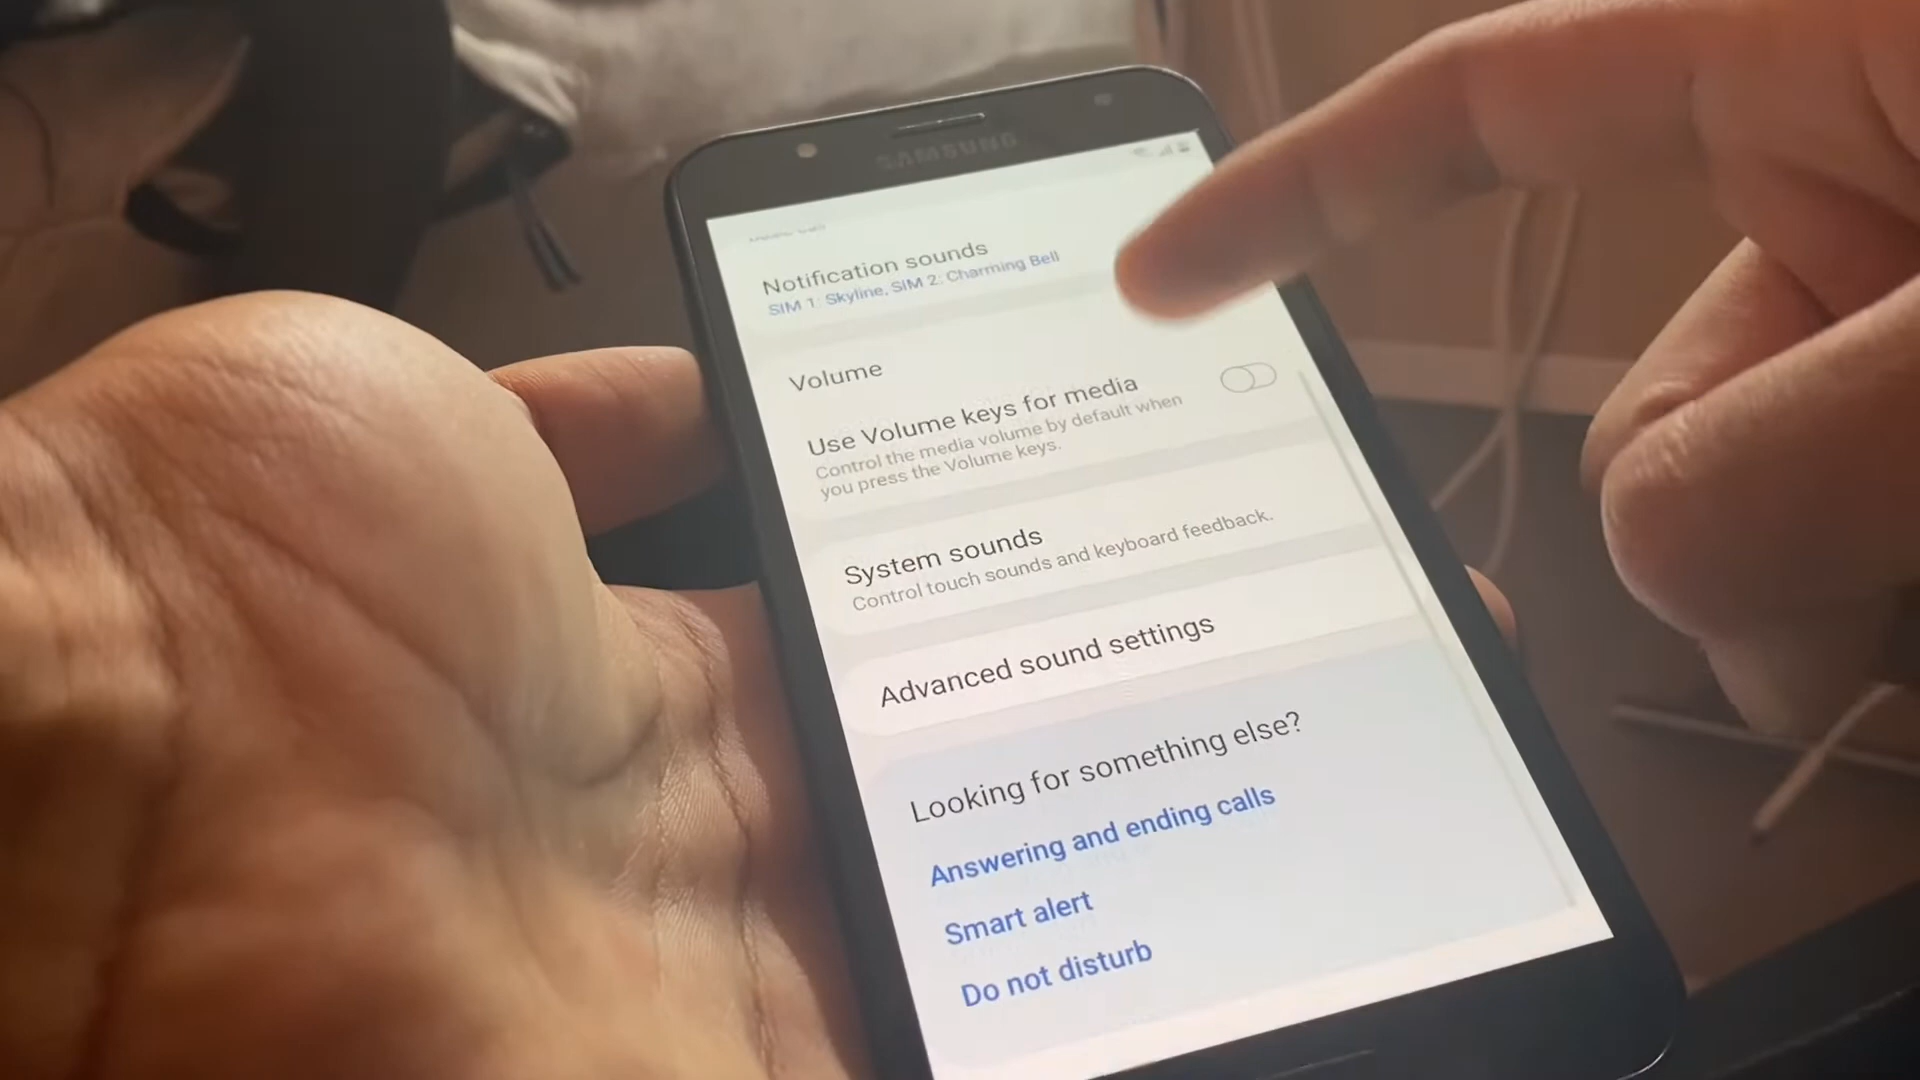 SAMSUNG
Notification sounds
SIM 1: Skyline, SIM 2: Charming Bell
Volume
Use Volume keys for media
Control the media volume by default when
you press the Volume keys.
System sounds
Control touch sounds and keyboard feedback.
Advanced sound settings
Looking for something else?
Answering and ending calls
Smart alert
Do not disturb